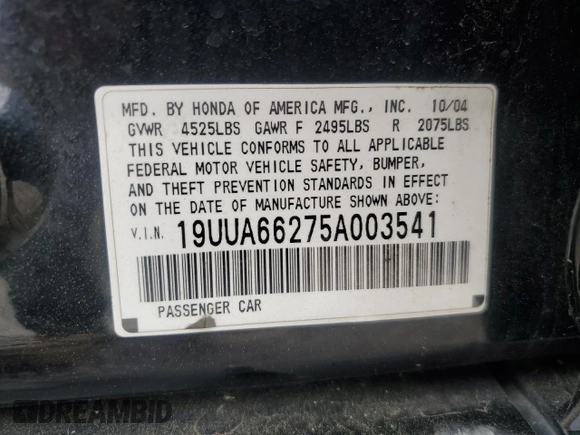 MFD. BY HONDA OF AMERICA MFG., INC. 10/04
GVWR 4525LBS GAWR F 2495LBS R 2075LBS
THIS VEHICLE CONFORMS TO ALL APPLICABLE
FEDERAL MOTOR VEHICLE SAFETY, BUMPER,
AND THEFT PREVENTION STANDARDS IN EFFECT
ON THE DATE OF MANUFACTURE SHOWN ABOVE:
V.I.N. 19UUA66275A003541
PASSENGER CAR
DREAMBID